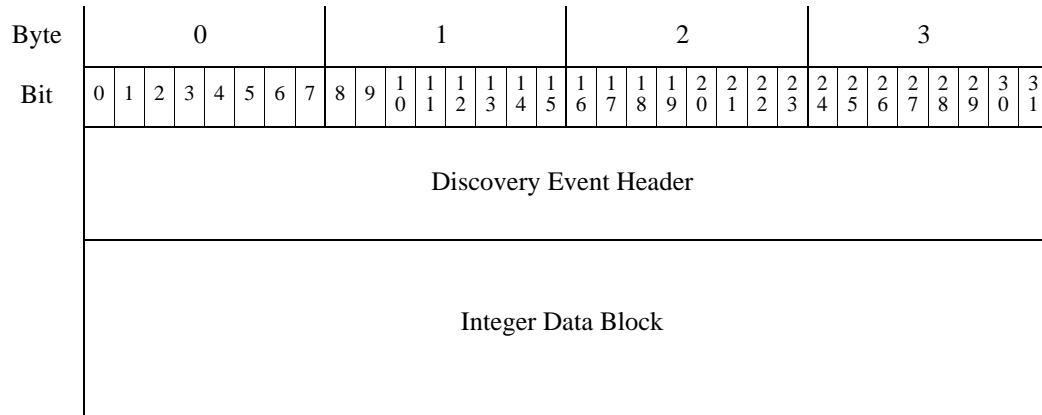 Byte 0 1 2 3
Bit 0 1 2 3 4 5 6 7 8 9 10 11 12 13 14 15 16 17 18 19 20 21 22 23 24 25 26 27 28 29 30 31
Discovery Event Header
Integer Data Block